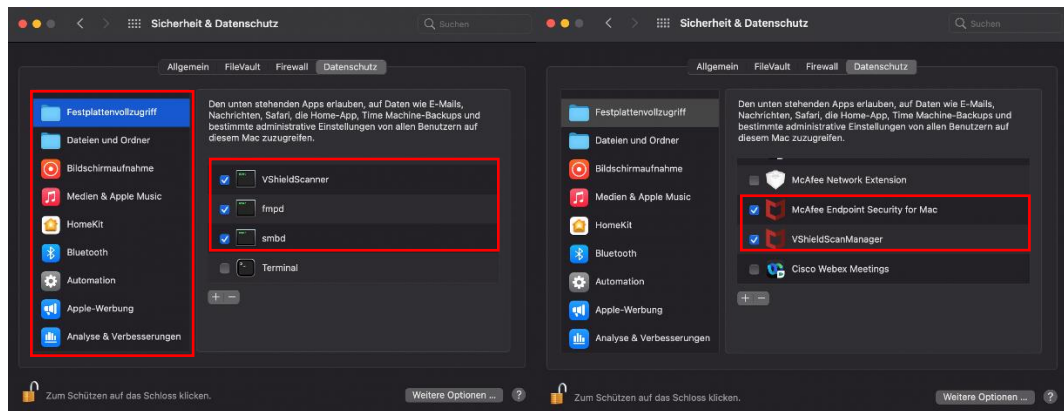 Sicherheit & Datenschutz
Suchen
Allgemein FileVault Firewall Datenschutz
Festplattenvollzugriff
Dateien und Ordner
Bildschirmaufnahme
Medien & Apple Music
HomeKit
Bluetooth
Automation
Apple-Werbung
Analyse & Verbesserungen
Den unten stehenden Apps erlauben, auf Daten wie E-Mails,
Nachrichten, Safari, die Home-App, Time Machine-Backups und
bestimmte administrative Einstellungen von allen Benutzern auf
diesem Mac zuzugreifen.
VShieldScanner
fmpd
smbd
Terminal
Zum Schützen auf das Schloss klicken.
Weitere Optionen ... ?
Sicherheit & Datenschutz
Suchen
Allgemein FileVault Firewall Datenschutz
Festplattenvollzugriff
Dateien und Ordner
Bildschirmaufnahme
Medien & Apple Music
HomeKit
Bluetooth
Automation
Apple-Werbung
Analyse & Verbesserungen
Den unten stehenden Apps erlauben, auf Daten wie E-Mails,
Nachrichten, Safari, die Home-App, Time Machine-Backups und
bestimmte administrative Einstellungen von allen Benutzern auf
diesem Mac zuzugreifen.
McAfee Network Extension
McAfee Endpoint Security for Mac
VShieldScanManager
Cisco Webex Meetings
Zum Schützen auf das Schloss klicken.
Weitere Optionen ... ?